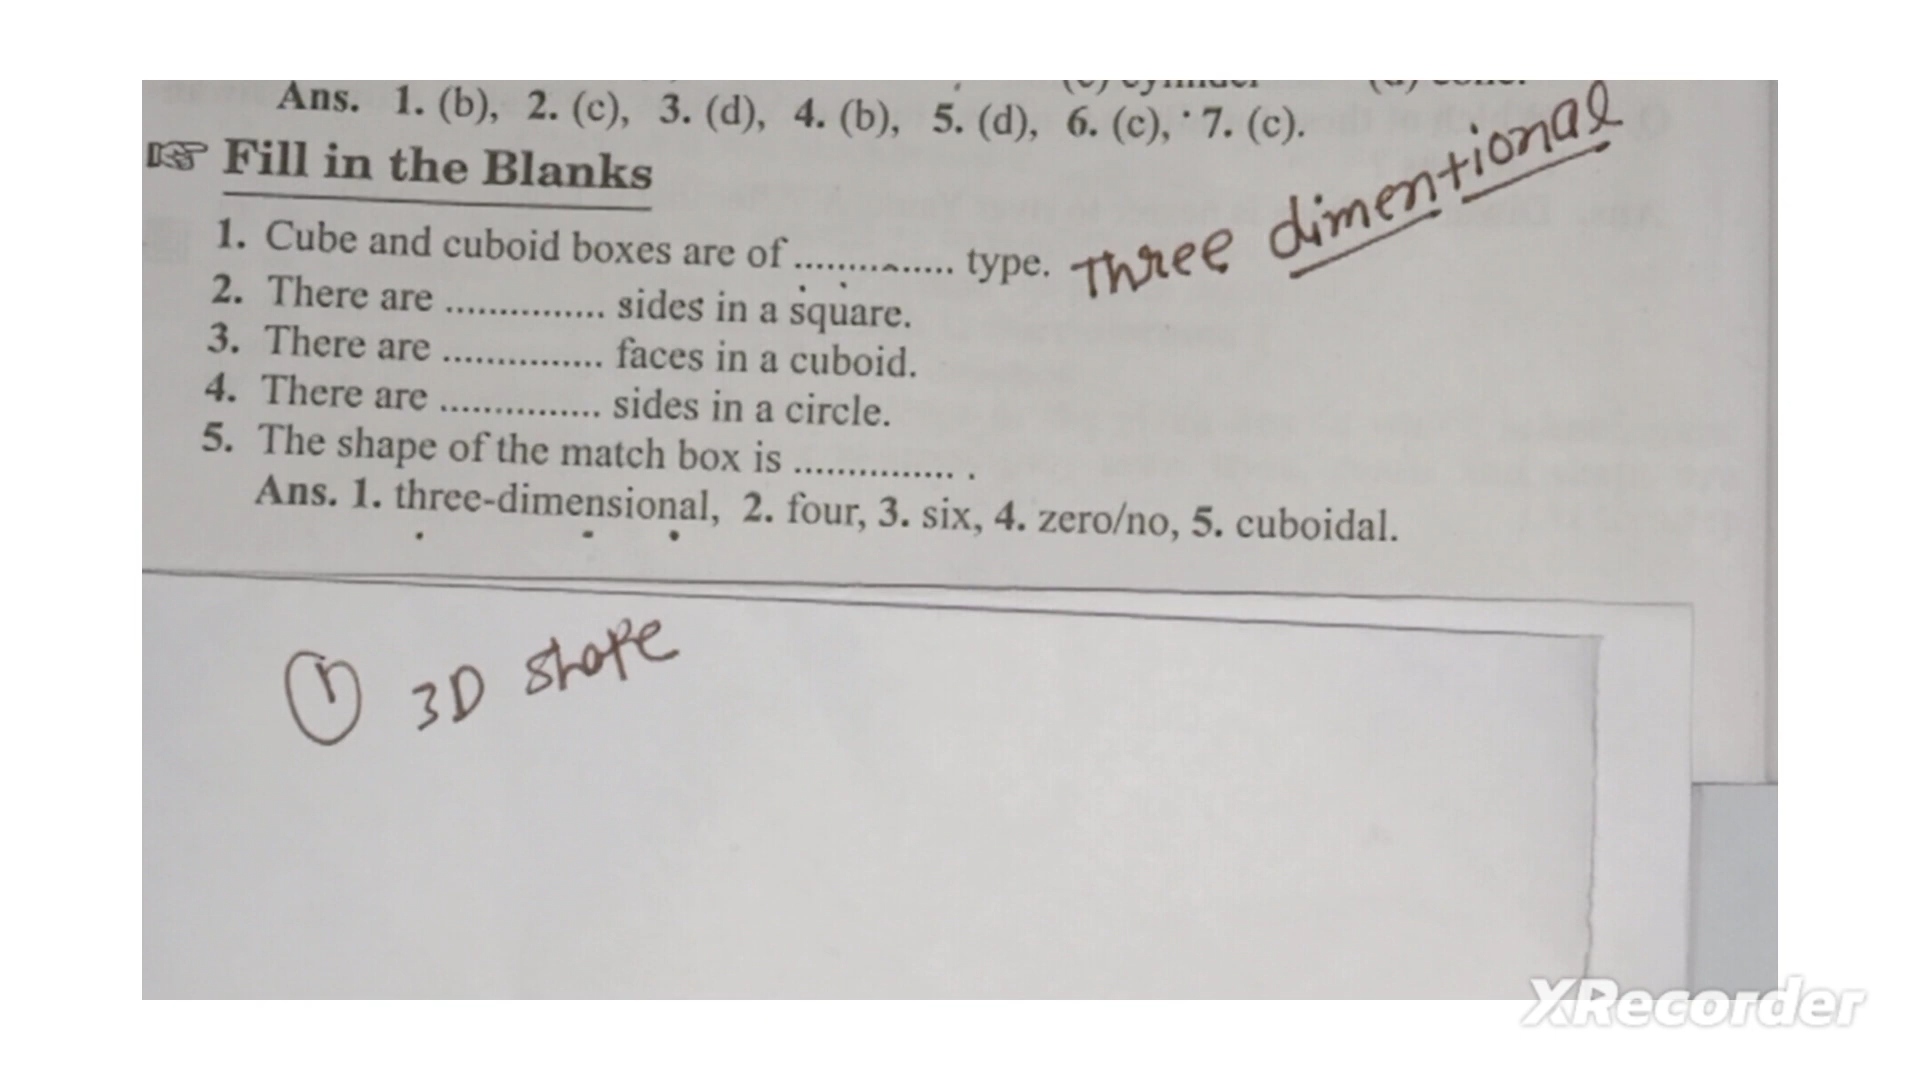 Ans. 1. (b), 2. (c), 3. (d), 4. (b), 5. (d), 6. (c), 7. (c).
Fill in the Blanks
1. Cube and cuboid boxes are of ............... type. Three dimentional
2. There are ............... sides in a square.
3. There are ............... faces in a cuboid.
4. There are ............... sides in a circle.
5. The shape of the match box is ............... .
Ans. 1. three-dimensional, 2. four, 3. six, 4. zero/no, 5. cuboidal.
1 3D shape
XRecorder